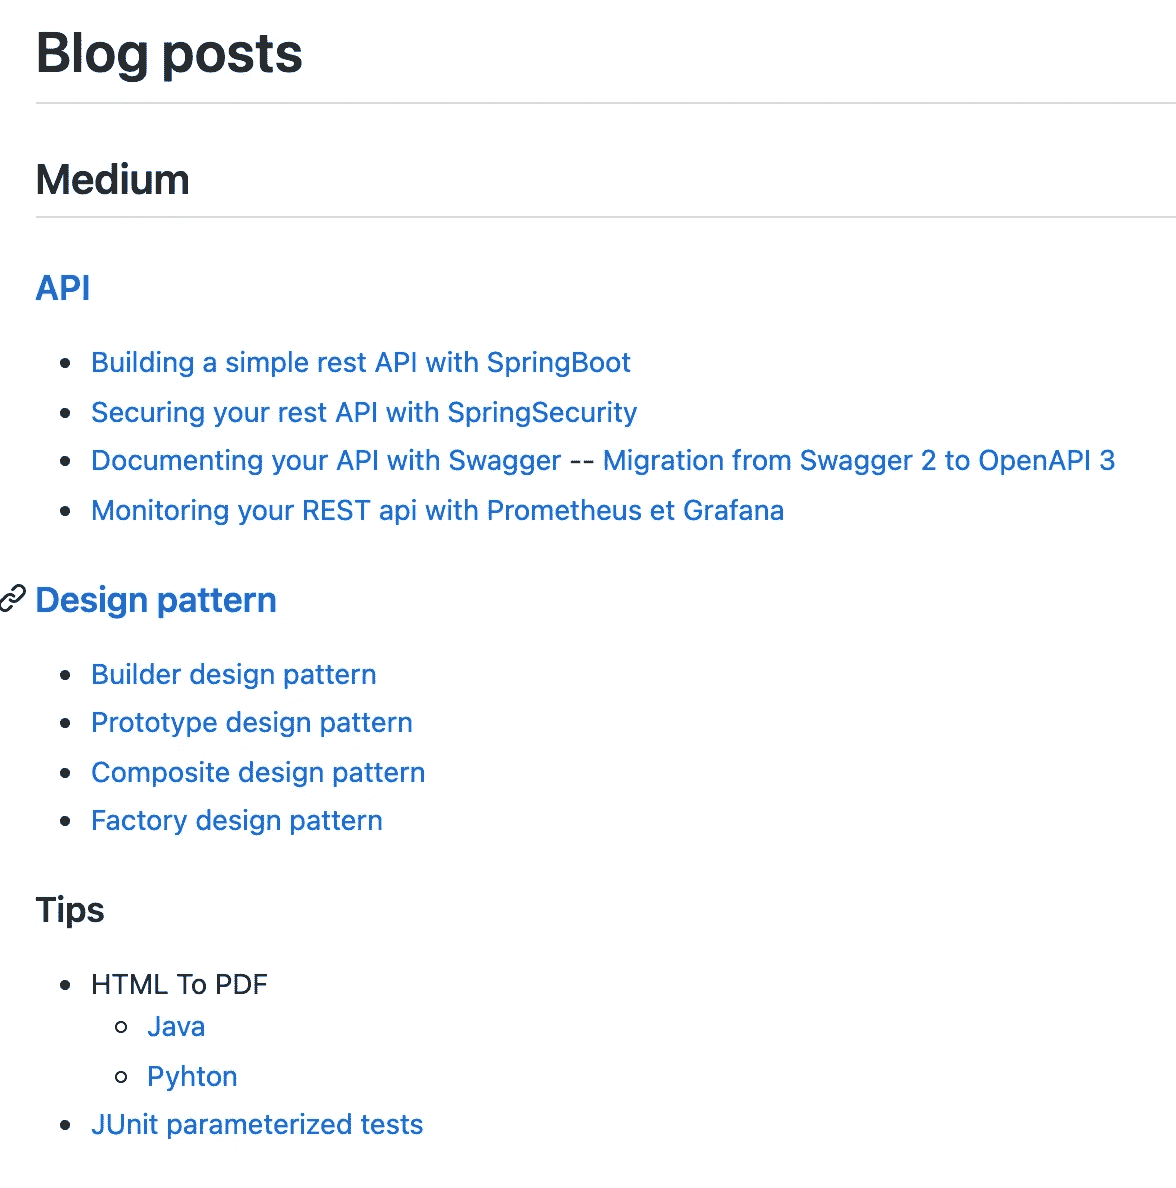 Blog posts
Medium
API
Building a simple rest API with SpringBoot
Securing your rest API with SpringSecurity
Documenting your API with Swagger -- Migration from Swagger 2 to OpenAPI 3
Monitoring your REST api with Prometheus et Grafana
Design pattern
Builder design pattern
Prototype design pattern
Composite design pattern
Factory design pattern
Tips
HTML To PDF
Java
Pyhton
JUnit parameterized tests